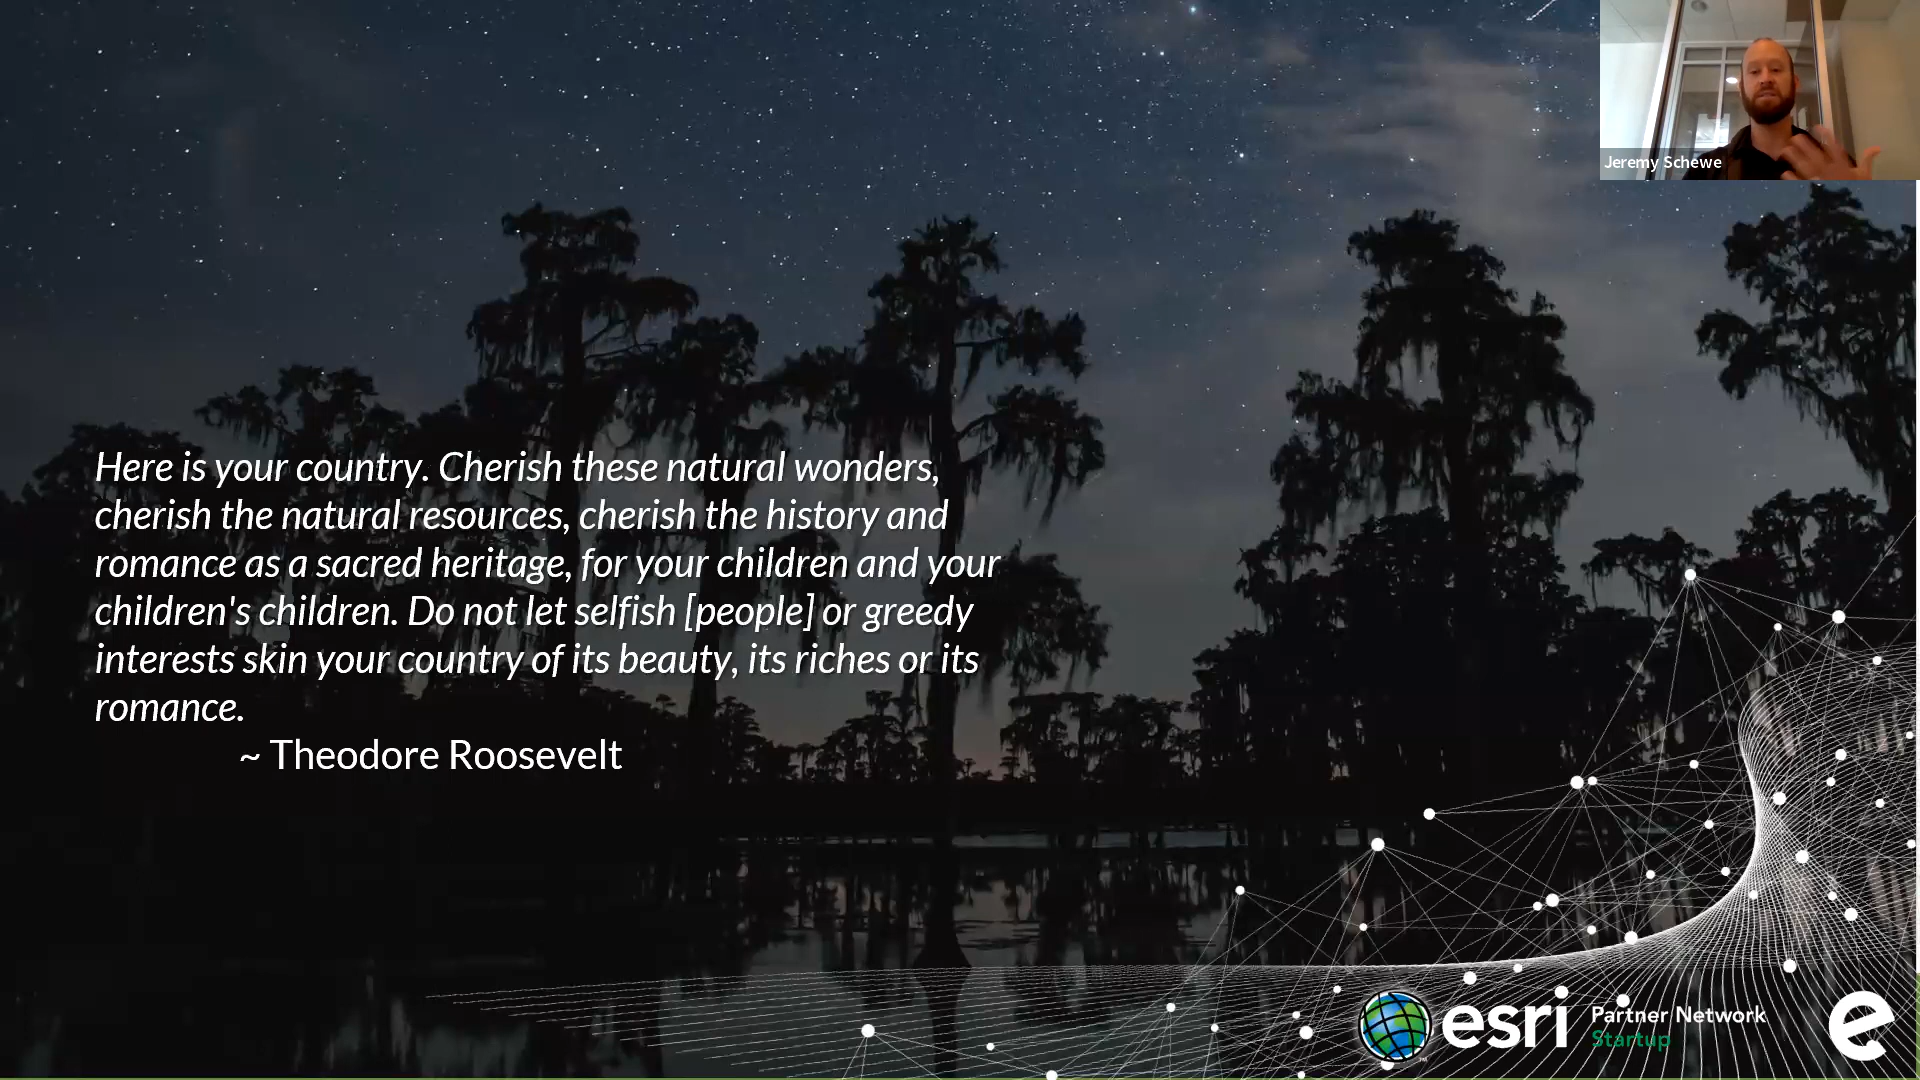 Jeremy Schewe
Here is your country. Cherish these natural wonders,
cherish the natural resources, cherish the history and
romance as a sacred heritage, for your children and your
children's children. Do not let selfish [people] or greedy
interests skin your country of its beauty, its riches or its
romance.
~ Theodore Roosevelt
esri
Partner Network
Startup
e